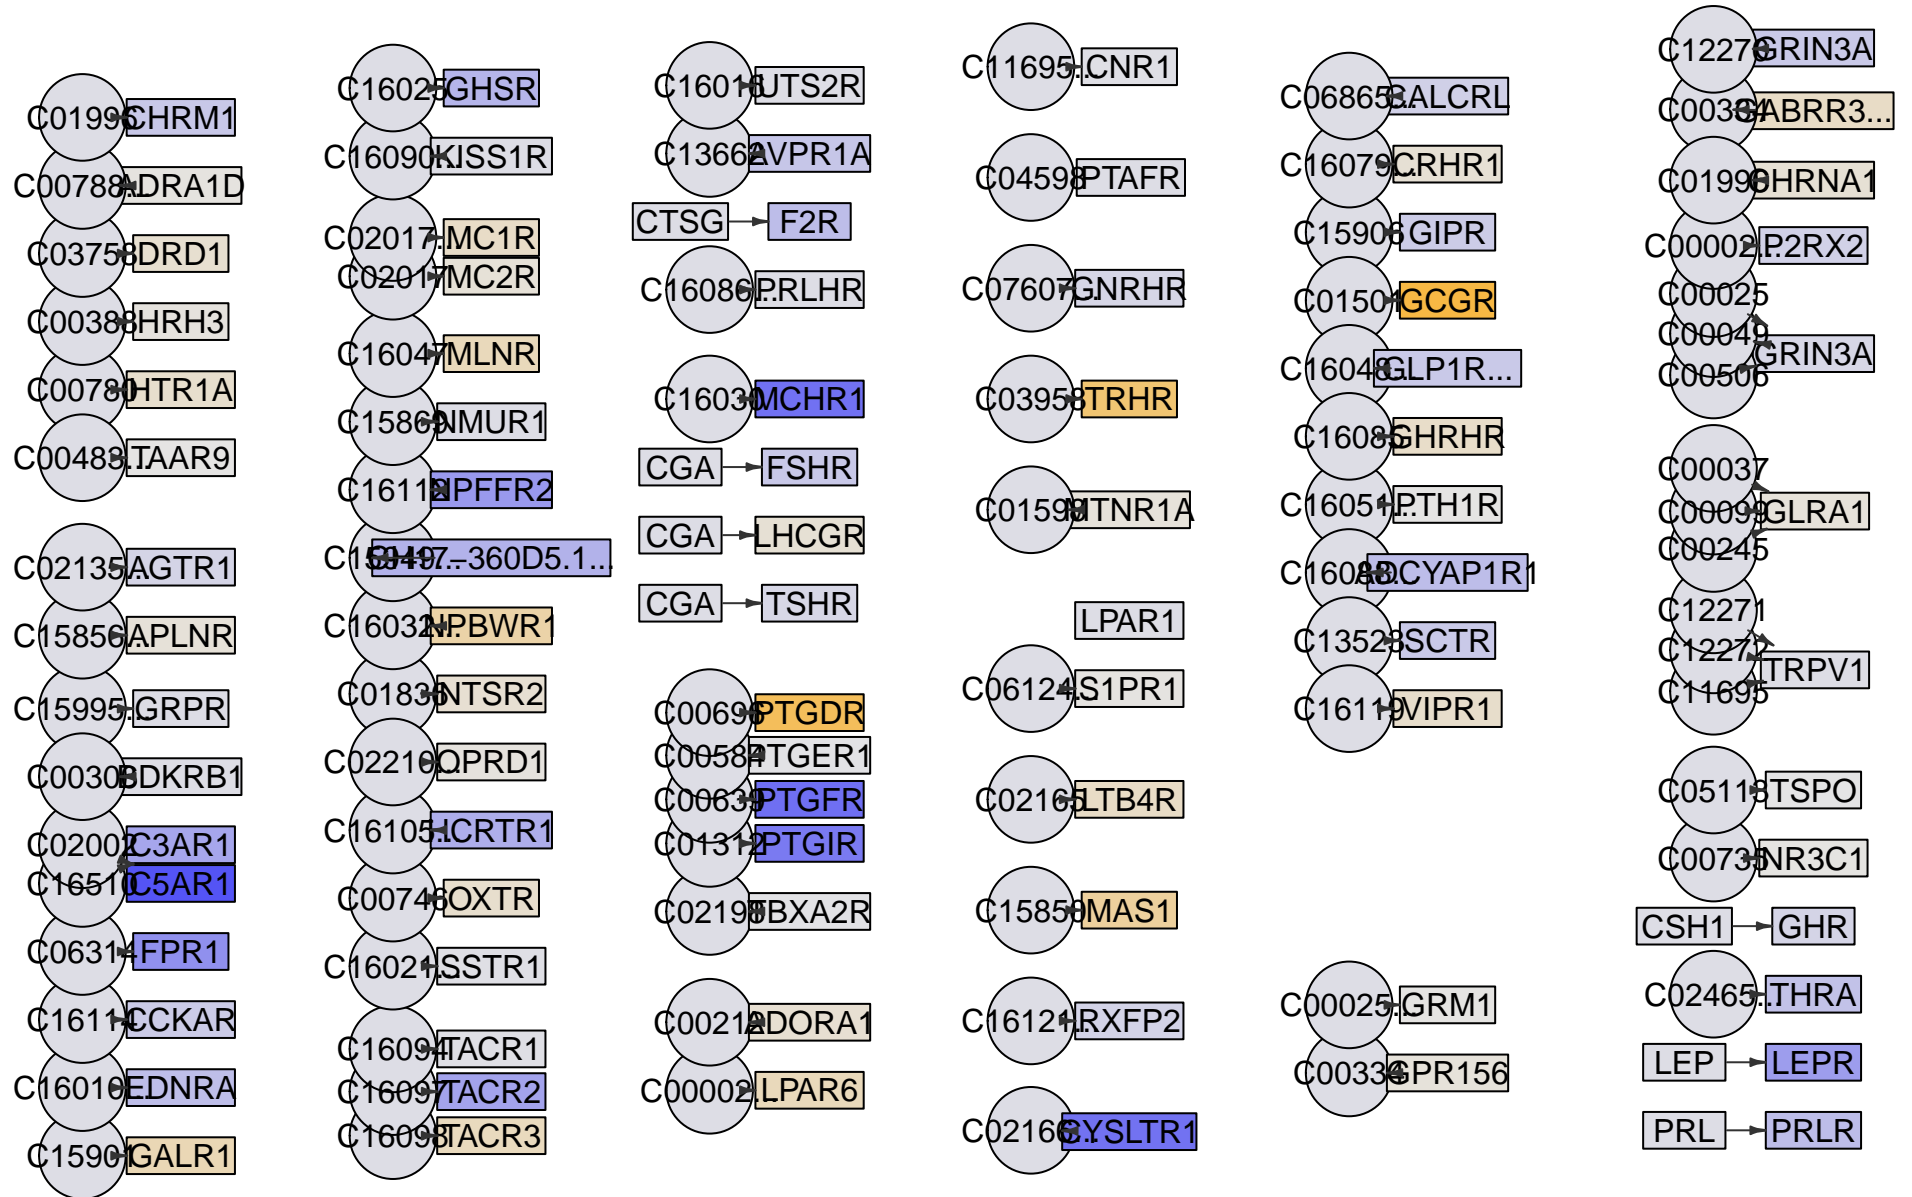 C01996 CHRM1
C00788... ADRA1D
C03758 DRD1
C00388 HRH3
C00780 HTR1A
C00483... TAAR9
C02135... AGTR1
C15856... APLNR
C15995... GRPR
C00306 BDKRB1
C02002 C3AR1
C16510 C5AR1
C06314 FPR1
C16114 CCKAR
C16010... EDNRA
C15901 GALR1
C16025 GHSR
C16090... KISS1R
C02017... MC1R
C02017 MC2R
C16047 MLNR
C15869 NMUR1
C16118 NPFFR2
CH17-360D5.1...
C16032... NPBWR1
C01836 NTSR2
C02210... OPRD1
C16105... HCRTR1
C00746 OXTR
C16021... SSTR1
C16094 TACR1
C16097 TACR2
C16098 TACR3
C16016 UTS2R
C13662 AVPR1A
CTSG F2R
C16086... PRLHR
C16030 MCHR1
CGA FSHR
CGA LHCGR
CGA TSHR
C00696 PTGDR
C00584 PTGER1
C00639 PTGFR
C01312 PTGIR
C02198 TBXA2R
C00212 ADORA1
C00002... LPAR6
C11695... CNR1
C04598 PTAFR
C07607... GNRHR
C03958 TRHR
C01598 MTNR1A
LPAR1
C06124... S1PR1
C02165 LTB4R
C15850 MAS1
C16121... RXFP2
C02166... CYSLTR1
C06865... CALCRL
C16079... CRHR1
C15906 GIPR
C01501 GCGR
C16048... GLP1R...
C16085 GHRHR
C16051... PTH1R
C16088... ADCYAP1R1
C13523 SCTR
C16119 VIPR1
C00025... GRM1
C00334 GPR156
C12270 GRIN3A
C00334 GABRR3...
C01996 CHRNA1
C00002... P2RX2
C00025
C00049
GRIN3A
C00506
C00037
C00099 GLRA1
C00245
C12271
C12272
TRPV1
C11695
C05113 TSPO
C00735 NR3C1
CSH1 GHR
C02465... THRA
LEP LEPR
PRL PRLR